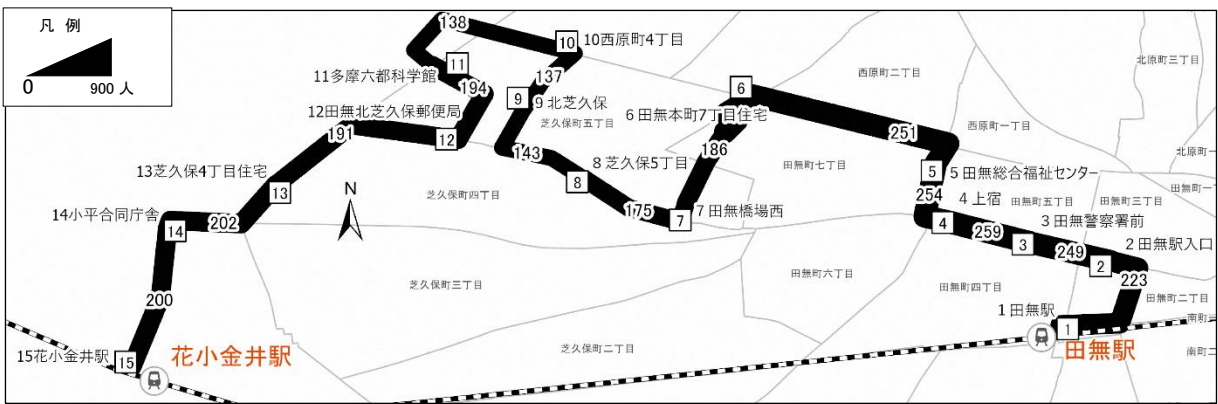 凡 例
0 900 人
138
10
10西原町4丁目
11
11多摩六都科学館
194
137
9
9 北芝久保
12田無北芝久保郵便局
191
12
芝久保町五丁目
143
8 芝久保5丁目
8
175
7
7 田無橋場西
6
6 田無本町7丁目住宅
186
251
西原町二丁目
北原町三丁目
西原町一丁目
北原町一
田無町七丁目
5
5 田無総合福祉センター
254
4 上宿
4
田無町五丁目
田無町三丁目
田無町一丁
259
3 田無警察署前
3
249
2 田無駅入口
2
223
13芝久保4丁目住宅
13
芝久保町四丁目
N
14小平合同庁舎
14
202
200
芝久保町三丁目
田無町六丁目
田無町四丁目
田無町二丁目
1 田無駅
1
田無駅
南町三
南町二
芝久保町二丁目
15花小金井駅
15
花小金井駅